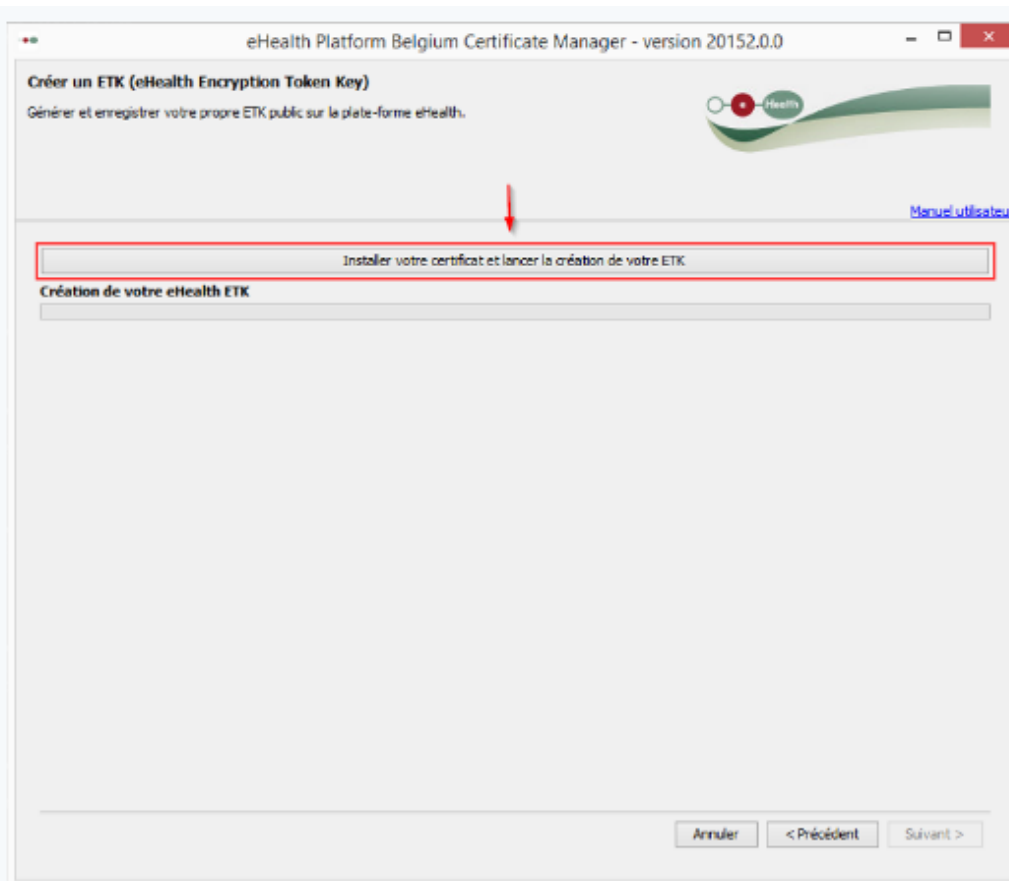 eHealth Platform Belgium Certificate Manager - version 20152.0.0
Créer un ETK (eHealth Encryption Token Key)
Générer et enregistrer votre propre ETK public sur la plate-forme eHealth.
Health
Manuel utilisateu
Installer votre certificat et lancer la création de votre ETK
Création de votre eHealth ETK
Annuler
< Précédent
Suivant >